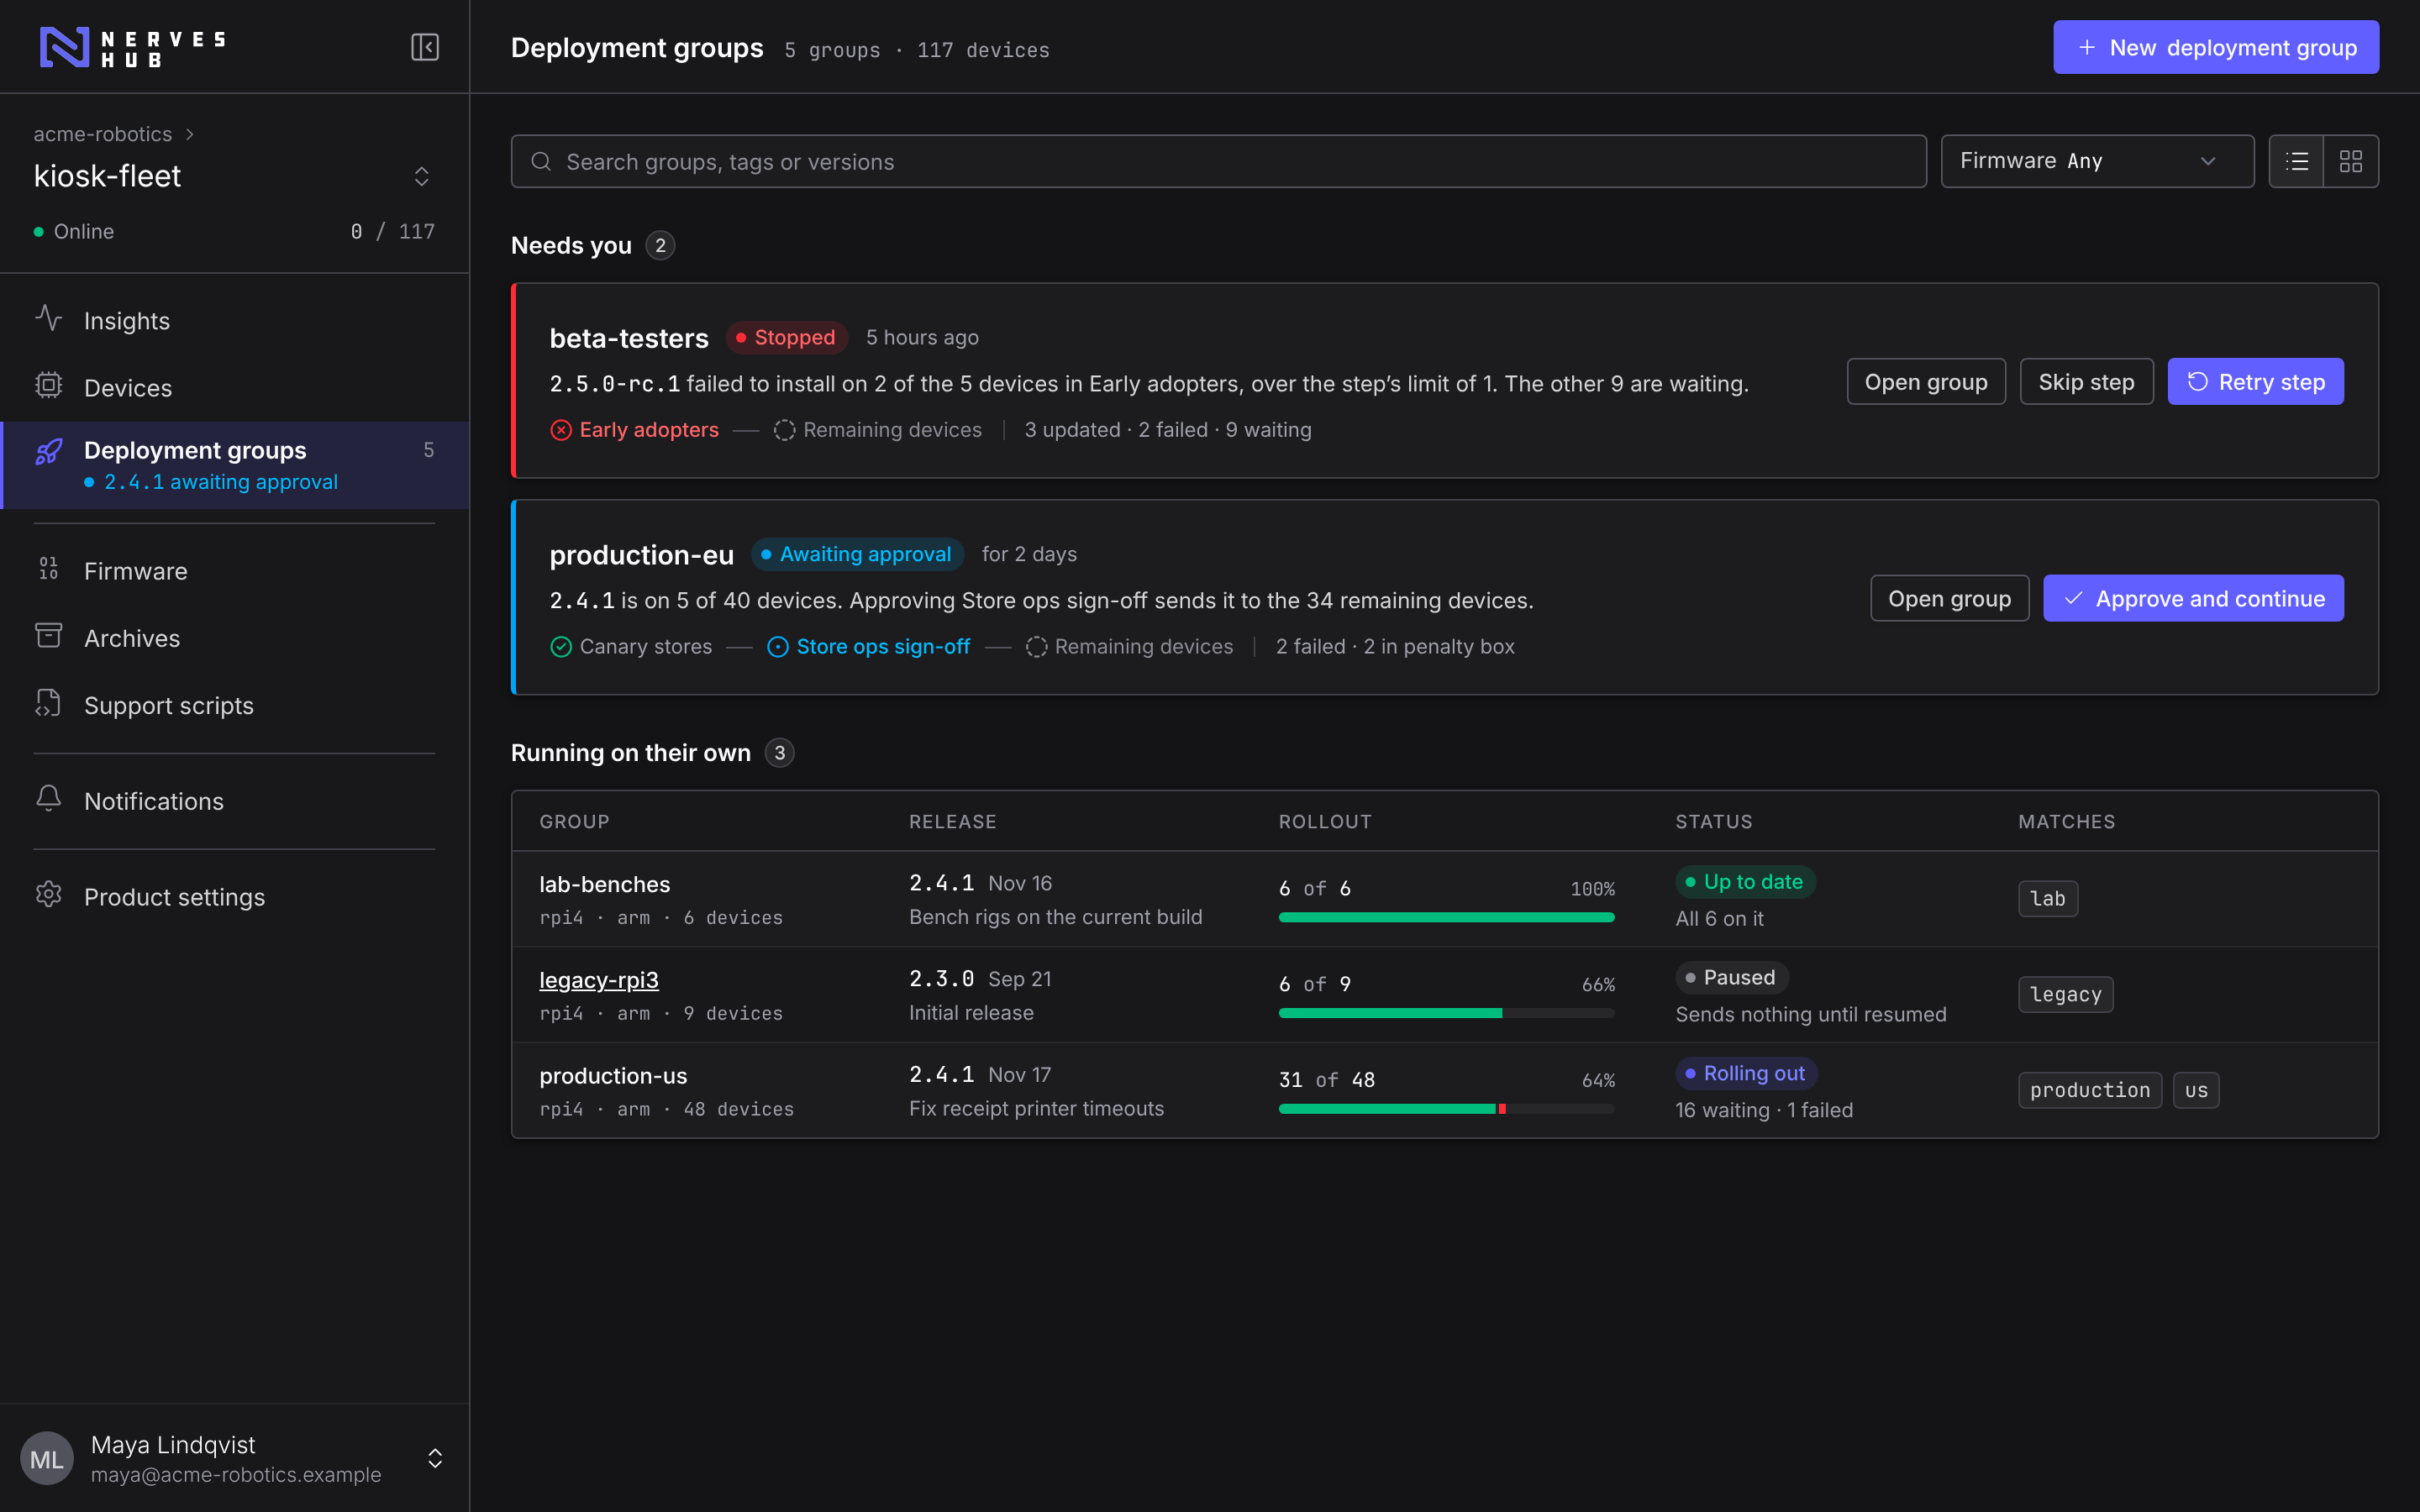 NERVES
HUB
acme-robotics
kiosk-fleet
Online 0 / 117
Insights
Devices
Deployment groups 5
2.4.1 awaiting approval
01
10
Firmware
Archives
Support scripts
Notifications
Product settings
ML
Maya Lindqvist
maya@acme-robotics.example
Deployment groups 5 groups · 117 devices
New deployment group
Search groups, tags or versions
Firmware Any
Needs you 2
beta-testers Stopped 5 hours ago
2.5.0-rc.1 failed to install on 2 of the 5 devices in Early adopters, over the step’s limit of 1. The other 9 are waiting.
Early adopters Remaining devices 3 updated · 2 failed · 9 waiting
Open group Skip step Retry step
production-eu Awaiting approval for 2 days
2.4.1 is on 5 of 40 devices. Approving Store ops sign-off sends it to the 34 remaining devices.
Canary stores Store ops sign-off Remaining devices 2 failed · 2 in penalty box
Open group Approve and continue
Running on their own 3
GROUP RELEASE ROLLOUT STATUS MATCHES
lab-benches 2.4.1 Nov 16 6 of 6 100% Up to date lab
rpi4 · arm · 6 devices Bench rigs on the current build All 6 on it
legacy-rpi3 2.3.0 Sep 21 6 of 9 66% Paused legacy
rpi4 · arm · 9 devices Initial release Sends nothing until resumed
production-us 2.4.1 Nov 17 31 of 48 64% Rolling out production us
rpi4 · arm · 48 devices Fix receipt printer timeouts 16 waiting · 1 failed